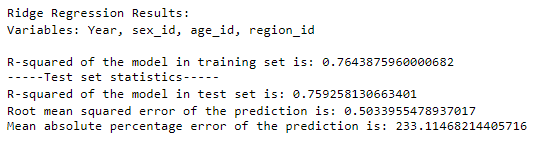 Ridge Regression Results:
Variables: Year, sex_id, age_id, region_id
R-squared of the model in training set is: 0.7643875960000682
-----Test set statistics-----
R-squared of the model in test set is: 0.759258130663401
Root mean squared error of the prediction is: 0.5033955478937017
Mean absolute percentage error of the prediction is: 233.11468214405716